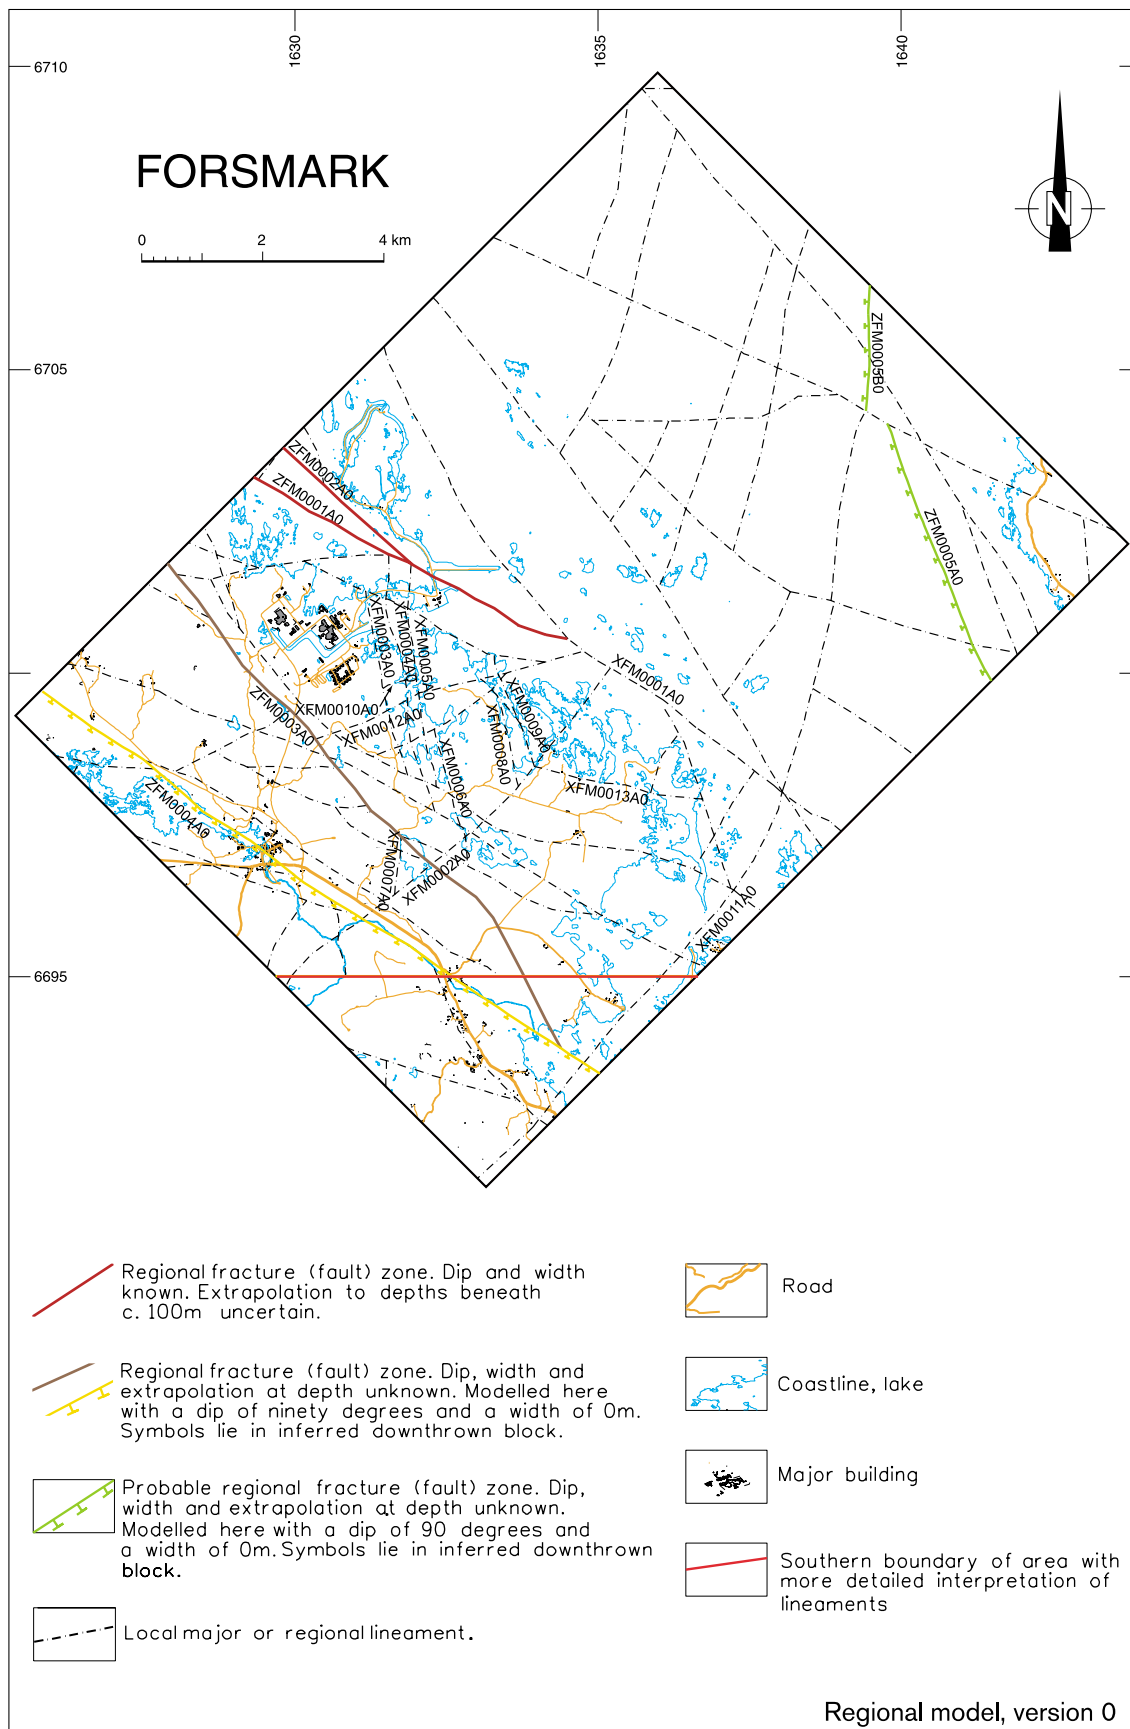 1630
1635
1640
6710
FORSMARK
0 2 4 km
N
ZFM0005B0
6705
ZFM0002A0
ZFM0001A0
ZFM0005A0
XFM0003A0
XFM0004A0
XFM0005A0
XFM0001A0
ZFM0003A0
XFM0010A0
XFM0012A0
XFM0009A0
XFM0008A0
XFM0006A0
XFM0013A0
ZFM0004A0
XFM0007A0
XFM0002A0
XFM0011A0
6695
Regional fracture (fault) zone. Dip and width
known. Extrapolation to depths beneath
c. 100m uncertain.
Regional fracture (fault) zone. Dip, width and
extrapolation at depth unknown. Modelled here
with a dip of ninety degrees and a width of 0m.
Symbols lie in inferred downthrown block.
Probable regional fracture (fault) zone. Dip,
width and extrapolation at depth unknown.
Modelled here with a dip of 90 degrees and
a width of 0m. Symbols lie in inferred downthrown
block.
Local major or regional lineament.
Road
Coastline, lake
Major building
Southern boundary of area with
more detailed interpretation of
lineaments
Regional model, version 0